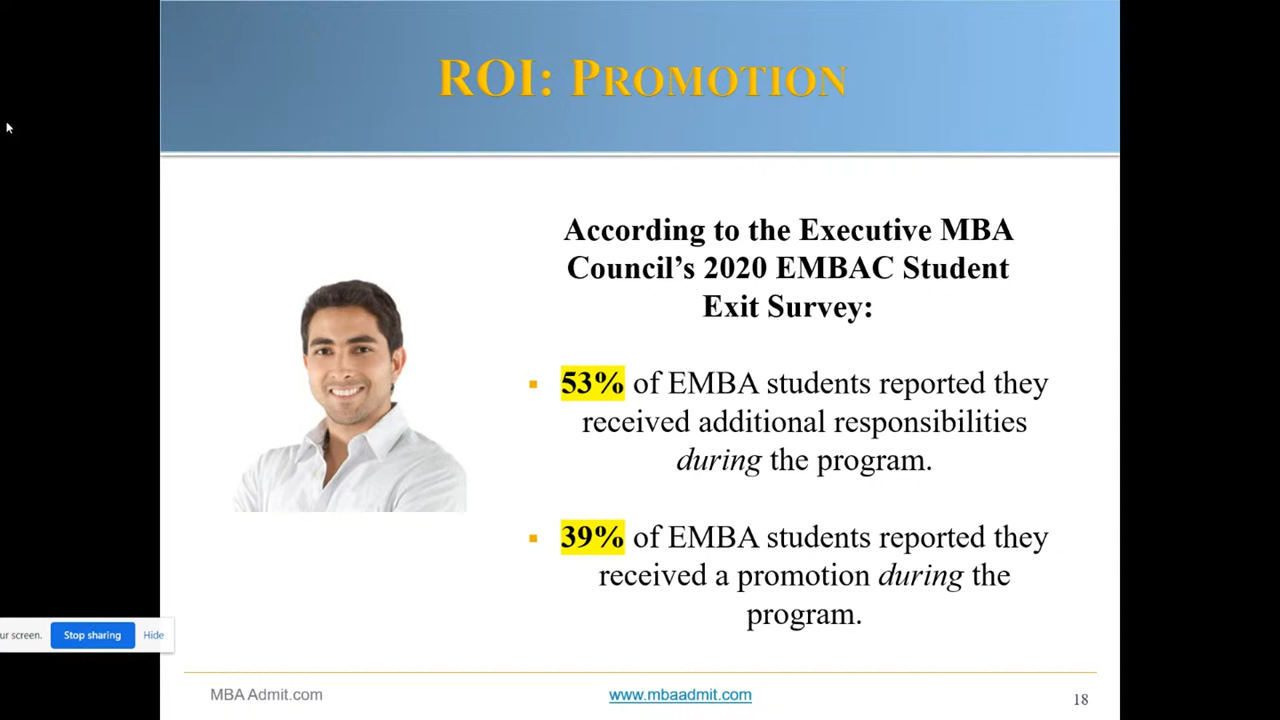 ROI: PROMOTION
According to the Executive MBA
Council’s 2020 EMBAC Student
Exit Survey:
▪ 53% of EMBA students reported they
received additional responsibilities
during the program.
▪ 39% of EMBA students reported they
received a promotion during the
program.
ur screen. Stop sharing Hide
MBA Admit.com www.mbaadmit.com 18